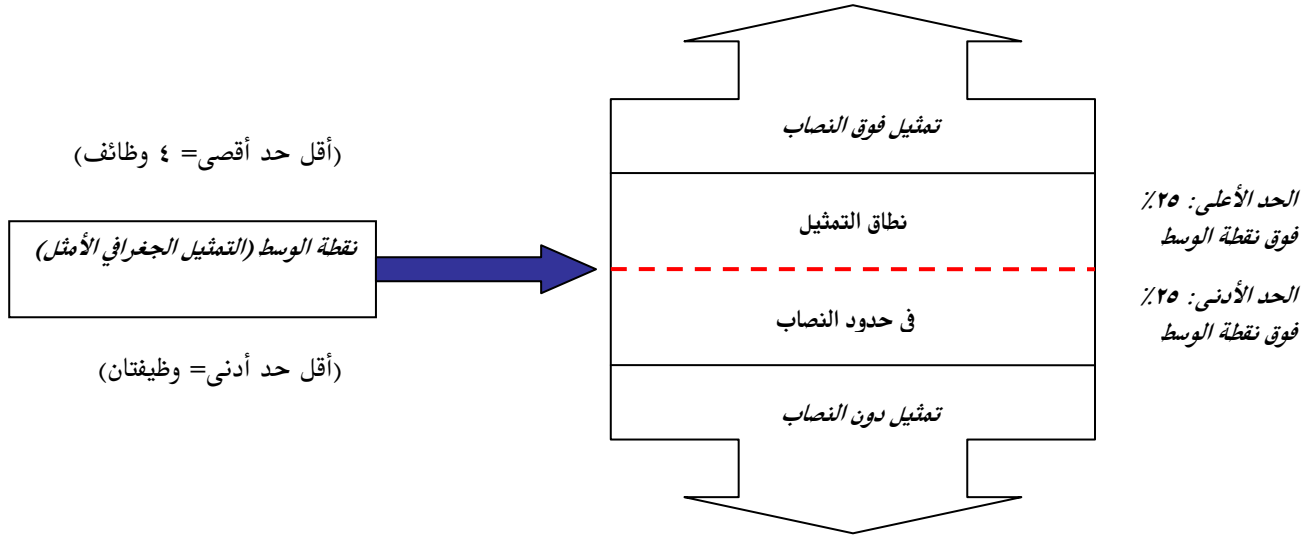 تمثيل فوق النصاب
(أقل حد أقصى= ٤ وظائف)
الحد الأعلى: ٢٥٪
فوق نقطة الوسط
نطاق التمثيل
نقطة الوسط (التمثيل الجغرافي الأمثل)
الحد الأدنى: ٢٥٪
فوق نقطة الوسط
في حدود النصاب
(أقل حد أدنى= وظيفتان)
تمثيل دون النصاب